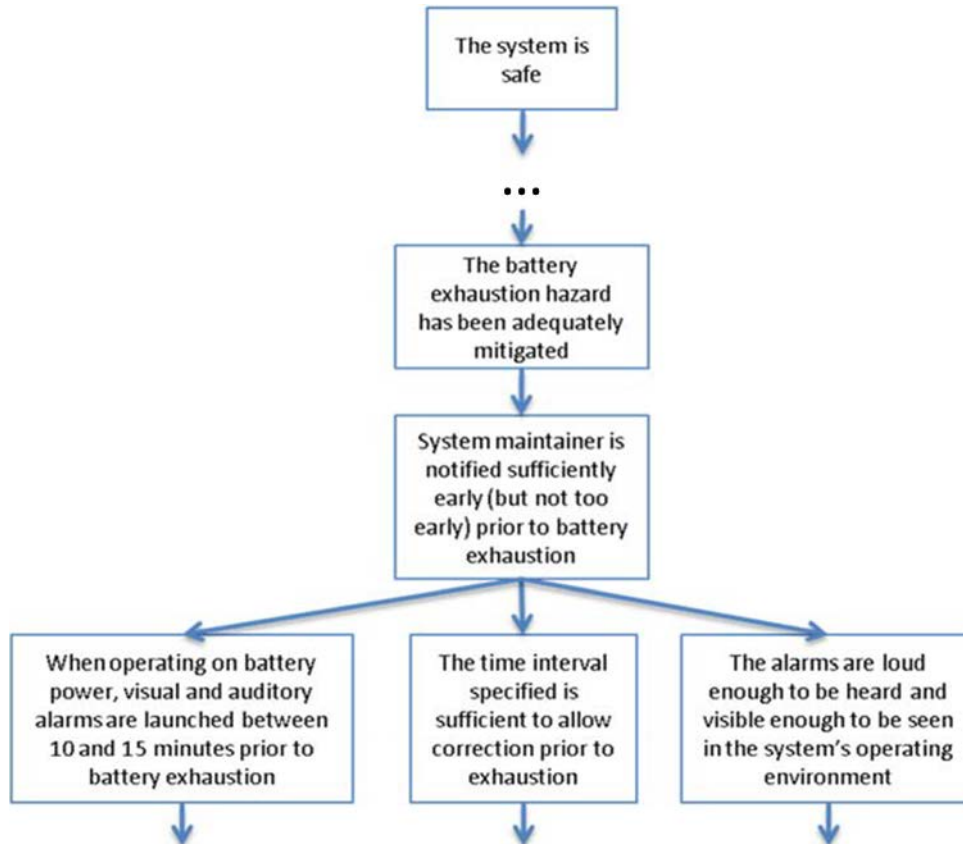 The system is
safe
...
The battery
exhaustion hazard
has been adequately
mitigated
System maintainer is
notified sufficiently
early (but not too
early) prior to battery
exhaustion
When operating on battery
power, visual and auditory
alarms are launched between
10 and 15 minutes prior to
battery exhaustion
The time interval
specified is
sufficient to allow
correction prior to
exhaustion
The alarms are loud
enough to be heard and
visible enough to be seen
in the system's operating
environment